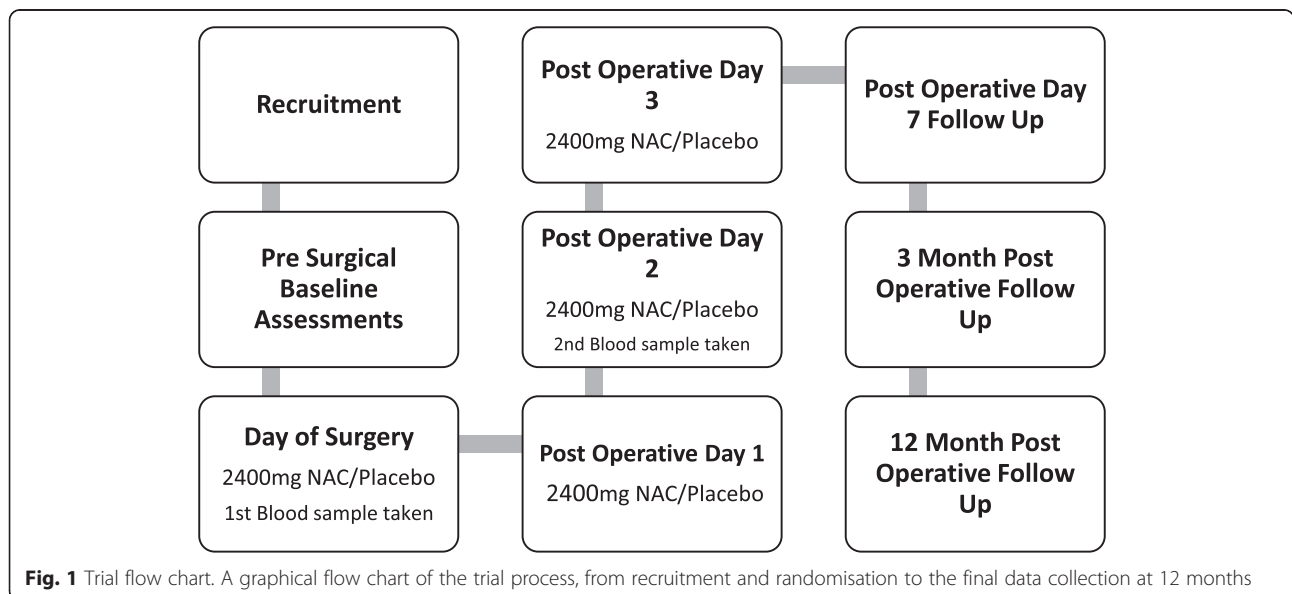 Recruitment
Pre Surgical
Baseline
Assessments
Day of Surgery
2400mg NAC/Placebo
1st Blood sample taken
Post Operative Day 1
2400mg NAC/Placebo
Post Operative Day
2
2400mg NAC/Placebo
2nd Blood sample taken
Post Operative Day
3
2400mg NAC/Placebo
Post Operative Day
7 Follow Up
3 Month Post
Operative Follow
Up
12 Month Post
Operative Follow
Up
Fig. 1 Trial flow chart. A graphical flow chart of the trial process, from recruitment and randomisation to the final data collection at 12 months